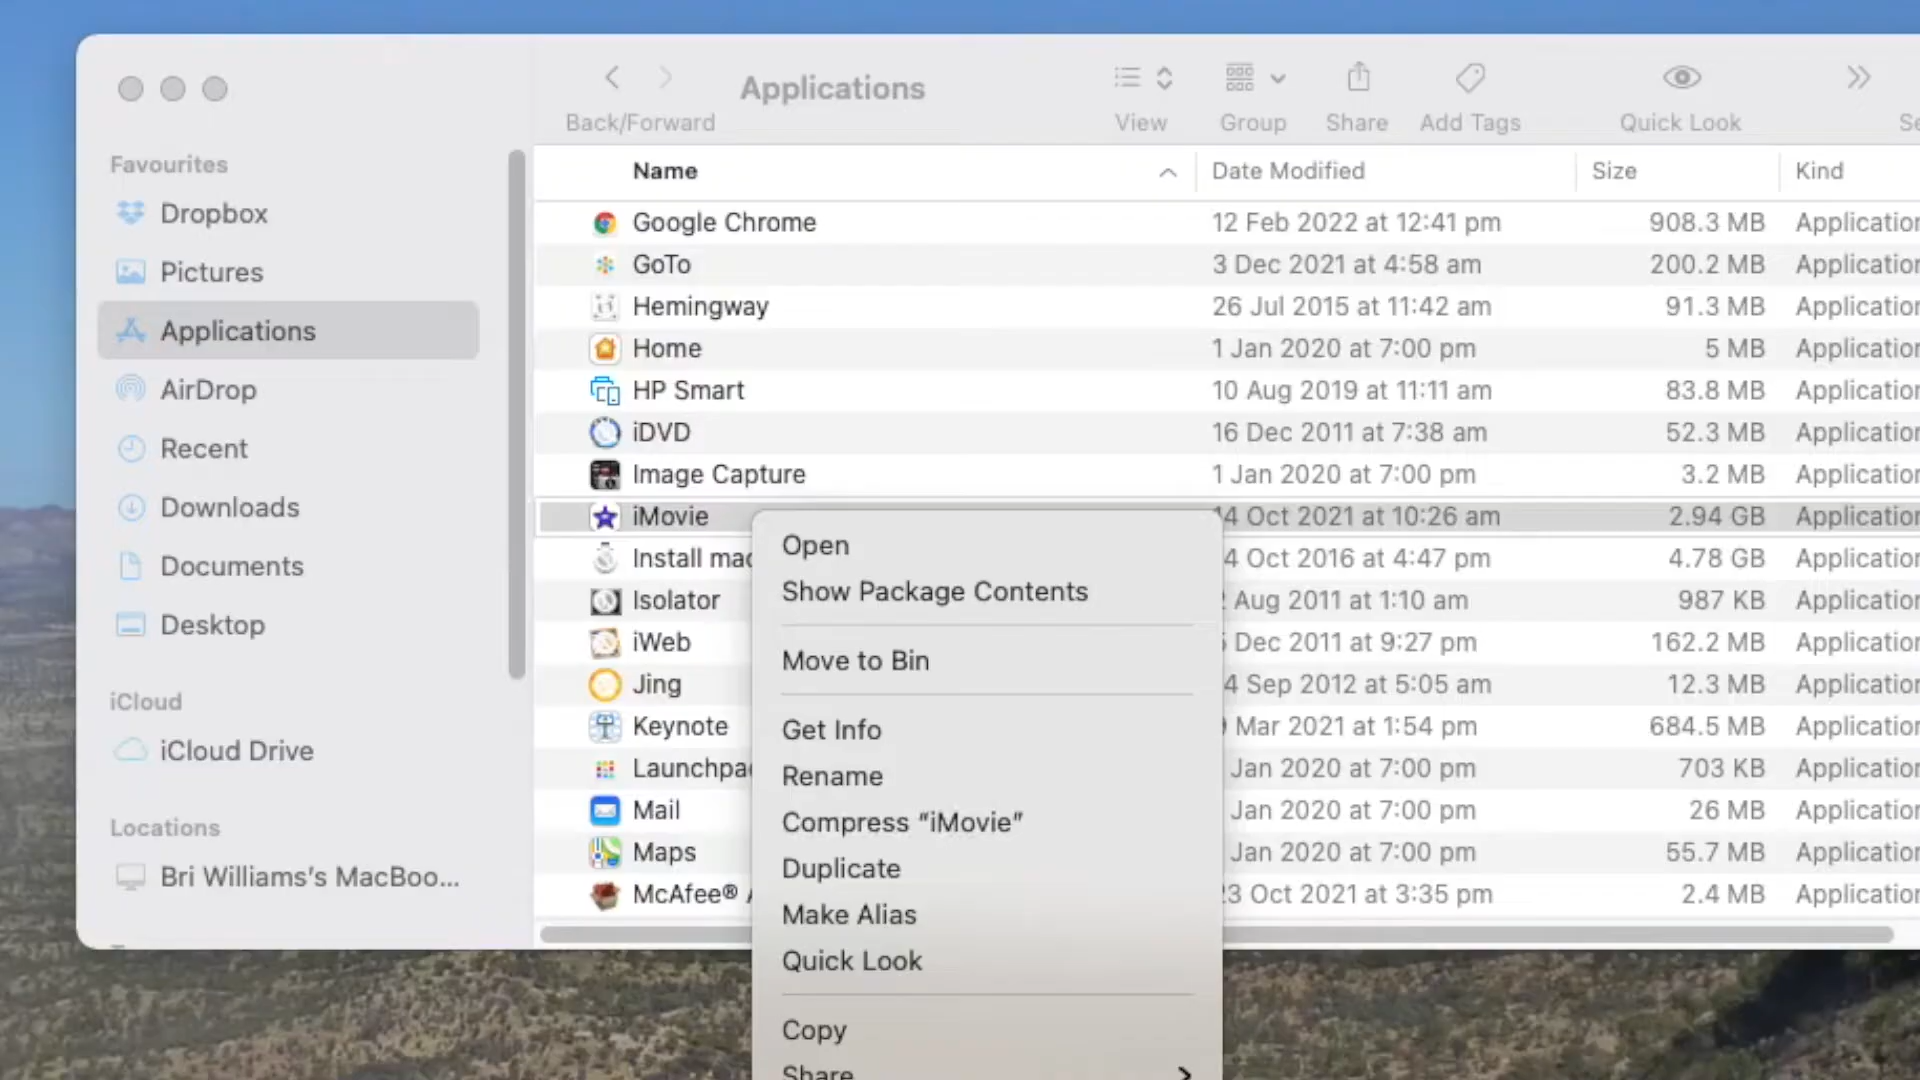 Applications
Back/Forward
View
Group
Share
Add Tags
Quick Look
Favourites
Dropbox
Pictures
Applications
AirDrop
Recent
Downloads
Documents
Desktop
iCloud
iCloud Drive
Locations
Bri Williams's MacBoo...
Name Date Modified Size Kind
Google Chrome 12 Feb 2022 at 12:41 pm 908.3 MB Application
GoTo 3 Dec 2021 at 4:58 am 200.2 MB Application
Hemingway 26 Jul 2015 at 11:42 am 91.3 MB Application
Home 1 Jan 2020 at 7:00 pm 5 MB Application
HP Smart 10 Aug 2019 at 11:11 am 83.8 MB Application
iDVD 16 Dec 2011 at 7:38 am 52.3 MB Application
Image Capture 1 Jan 2020 at 7:00 pm 3.2 MB Application
iMovie 14 Oct 2021 at 10:26 am 2.94 GB Application
Install mac 4 Oct 2016 at 4:47 pm 4.78 GB Application
Isolator Aug 2011 at 1:10 am 987 KB Application
iWeb Dec 2011 at 9:27 pm 162.2 MB Application
Jing 4 Sep 2012 at 5:05 am 12.3 MB Application
Keynote Mar 2021 at 1:54 pm 684.5 MB Application
Launchpad Jan 2020 at 7:00 pm 703 KB Application
Mail Jan 2020 at 7:00 pm 26 MB Application
Maps Jan 2020 at 7:00 pm 55.7 MB Application
McAfee® 23 Oct 2021 at 3:35 pm 2.4 MB Application
Open
Show Package Contents
Move to Bin
Get Info
Rename
Compress “iMovie”
Duplicate
Make Alias
Quick Look
Copy
Share